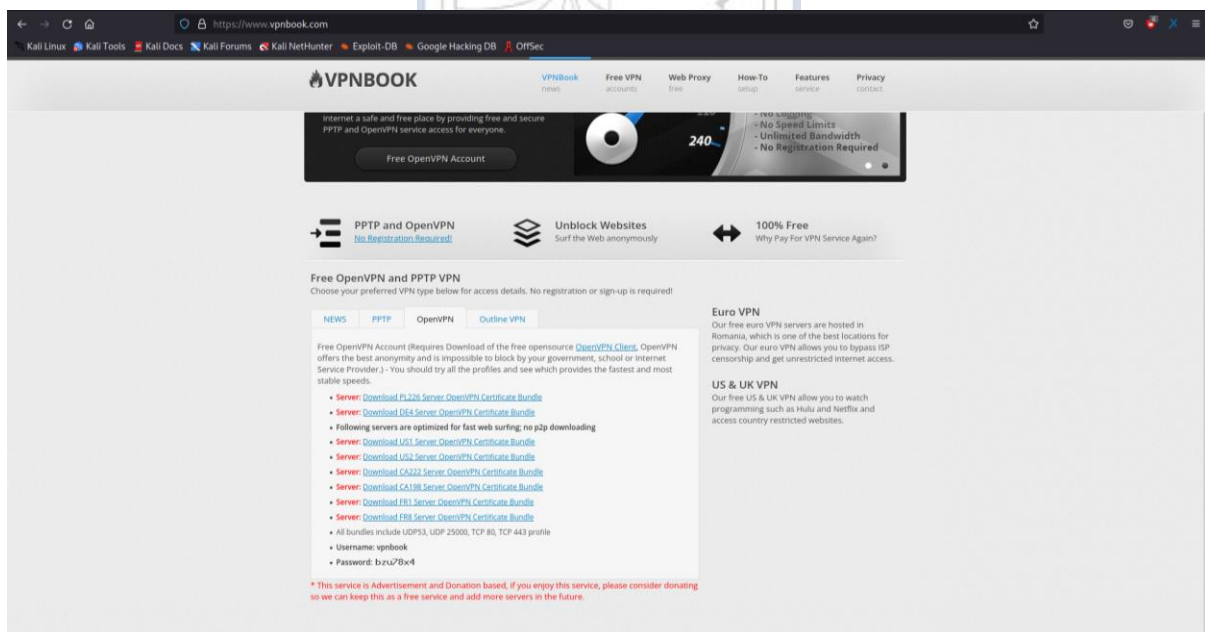 https://www.vpnbook.com
Kali Linux Kali Tools Kali Docs Kali Forums Kali NetHunter Exploit-DB Google Hacking DB OffSec
VPNBOOK
VPNBook Free VPN Web Proxy How-To Features Privacy
news accounts free setup service contact
Internet a safe and free place by providing free and secure
PPTP and OpenVPN service access for everyone.
Free OpenVPN Account
240
- No Logging
- No Speed Limits
- Unlimited Bandwidth
- No Registration Required
PPTP and OpenVPN
No Registration Required!
Unblock Websites
Surf the Web anonymously
100% Free
Why Pay For VPN Service Again?
Free OpenVPN and PPTP VPN
Choose your preferred VPN type below for access details. No registration or sign-up is required!
NEWS PPTP OpenVPN Outline VPN
Free OpenVPN Account (Requires Download of the free opensource OpenVPN Client, OpenVPN
offers the best anonymity and is impossible to block by your government, school or Internet
Service Provider.) - You should try all the profiles and see which provides the fastest and most
stable speeds.
• Server: Download PL226 Server OpenVPN Certificate Bundle
• Server: Download DE4 Server OpenVPN Certificate Bundle
• Following servers are optimized for fast web surfing; no p2p downloading
• Server: Download US1 Server OpenVPN Certificate Bundle
• Server: Download US2 Server OpenVPN Certificate Bundle
• Server: Download CA222 Server OpenVPN Certificate Bundle
• Server: Download CA198 Server OpenVPN Certificate Bundle
• Server: Download FR1 Server OpenVPN Certificate Bundle
• Server: Download FR8 Server OpenVPN Certificate Bundle
• All bundles include UDP53, UDP 25000, TCP 80, TCP 443 profile
• Username: vpnbook
• Password: bzu78x4
* This service is Advertisement and Donation based, if you enjoy this service, please consider donating
so we can keep this as a free service and add more servers in the future.
Euro VPN
Our free euro VPN servers are hosted in
Romania, which is one of the best locations for
privacy. Our euro VPN allows you to bypass ISP
censorship and get unrestricted internet access.
US & UK VPN
Our free US & UK VPN allow you to watch
programming such as Hulu and Netflix and
access country restricted websites.